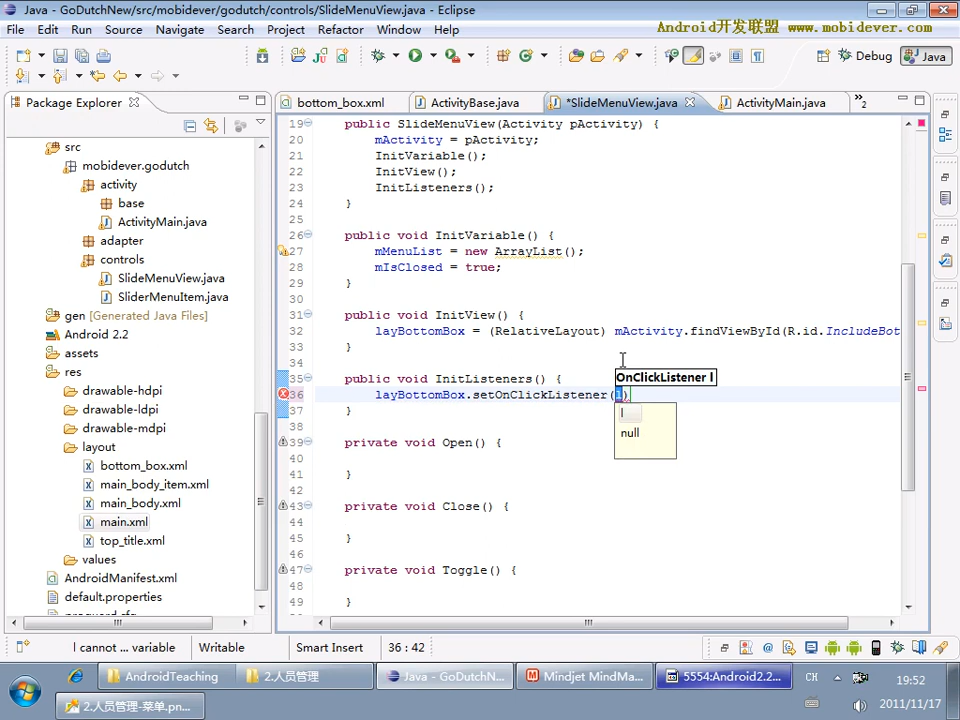 Java - GoDutchNew/src/mobidever/godutch/controls/SlideMenuView.java - Eclipse
File Edit Run Source Navigate Search Project Refactor Window Help
Android开发联盟 www.mobidever.com
Debug Java
Package Explorer
bottom_box.xml ActivityBase.java *SlideMenuView.java ActivityMain.java »2
src
mobidever.godutch
activity
base
ActivityMain.java
adapter
controls
SlideMenuView.java
SliderMenuItem.java
gen [Generated Java Files]
Android 2.2
assets
res
drawable-hdpi
drawable-ldpi
drawable-mdpi
layout
bottom_box.xml
main_body_item.xml
main_body.xml
main.xml
top_title.xml
values
AndroidManifest.xml
default.properties
19 public SlideMenuView(Activity pActivity) {
20 mActivity = pActivity;
21 InitVariable();
22 InitView();
23 InitListeners();
24 }
25
26 public void InitVariable() {
27 mMenuList = new ArrayList();
28 mIsClosed = true;
29 }
30
31 public void InitView() {
32 layBottomBox = (RelativeLayout) mActivity.findViewById(R.id.IncludeBot
33 }
34
35 public void InitListeners() {
OnClickListener l
36 layBottomBox.setOnClickListener(l)
l
null
37 }
38
39 private void Open() {
40
41 }
42
43 private void Close() {
44
45 }
46
47 private void Toggle() {
48
49 }
l cannot ... variable Writable Smart Insert 36 : 42
AndroidTeaching 2.人员管理 Java - GoDutchN... Mindjet MindMa... 5554:Android2.2...
CH 19:52
2.人员管理-菜单.pn... 2011/11/17